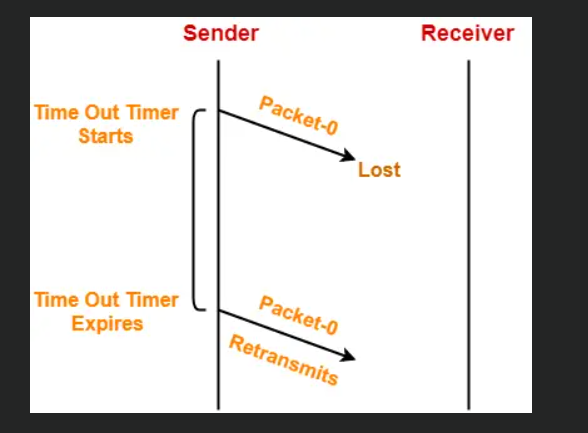 Sender
Receiver
Time Out Timer
Starts
Packet-0
Lost
Time Out Timer
Expires
Packet-0
Retransmits